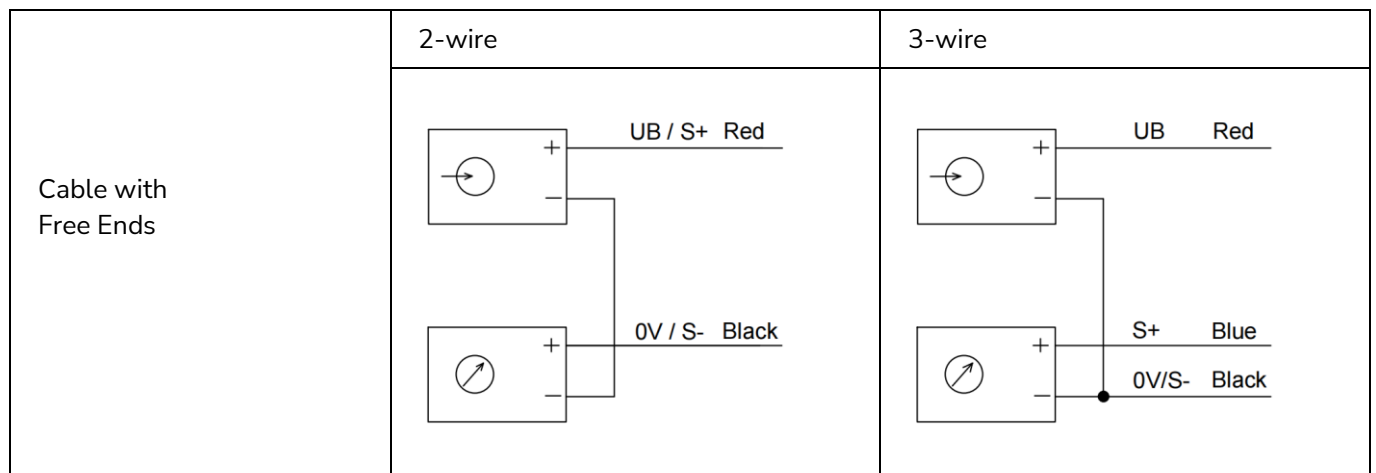 2-wire
3-wire
Cable with
Free Ends
+ UB / S+ Red
−
+ 0V / S- Black
−
+ UB Red
−
+ S+ Blue
− 0V/S- Black